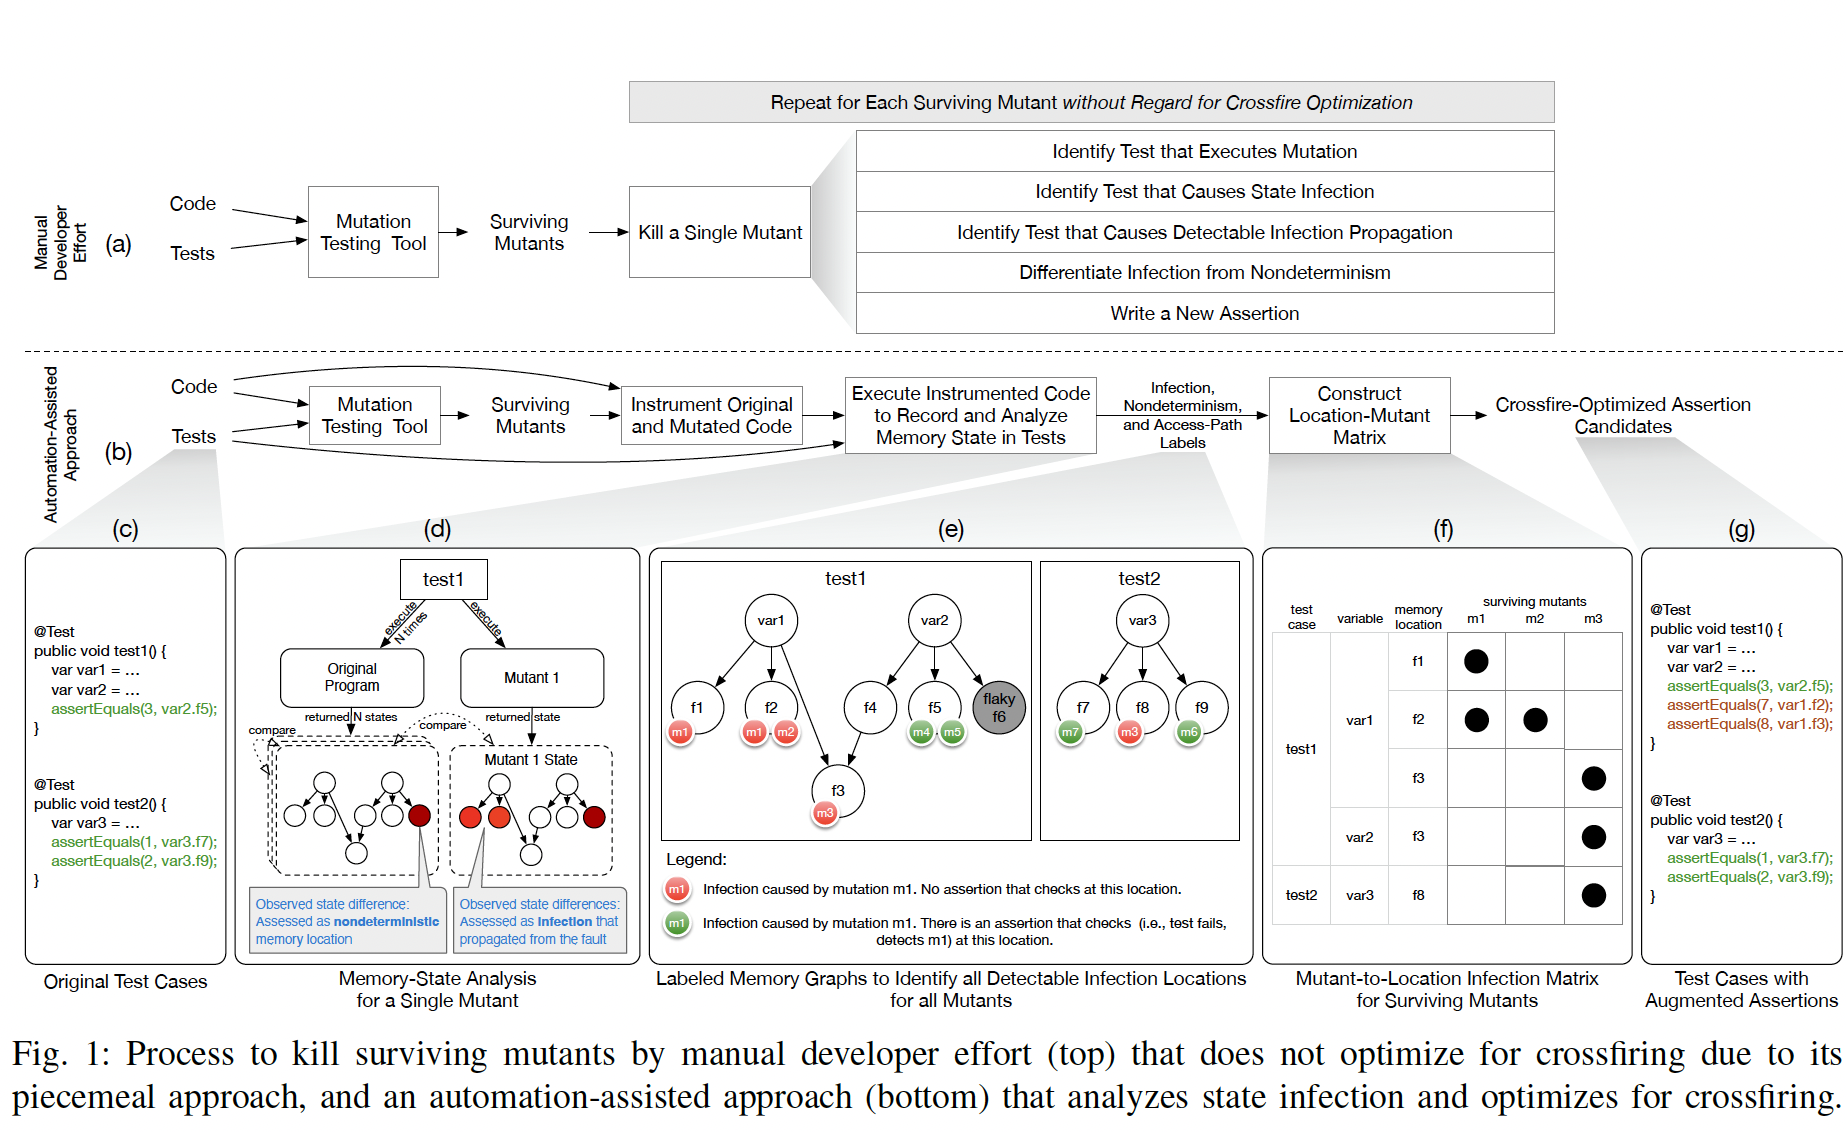 Repeat for Each Surviving Mutant without Regard for Crossfire Optimization
Manual
Developer
Effort
(a)
Code
Tests
Mutation
Testing Tool
Surviving
Mutants
Kill a Single Mutant
Identify Test that Executes Mutation
Identify Test that Causes State Infection
Identify Test that Causes Detectable Infection Propagation
Differentiate Infection from Nondeterminism
Write a New Assertion
Automation-Assisted
Approach
(b)
Code
Tests
Mutation
Testing Tool
Surviving
Mutants
Instrument Original
and Mutated Code
Execute Instrumented Code
to Record and Analyze
Memory State in Tests
Infection,
Nondeterminism,
and Access-Path
Labels
Construct
Location-Mutant
Matrix
Crossfire-Optimized Assertion
Candidates
(c)
@Test
public void test1() {
var var1 = ...
var var2 = ...
assertEquals(3, var2.f5);
}
@Test
public void test2() {
var var3 = ...
assertEquals(1, var3.f7);
assertEquals(2, var3.f9);
}
Original Test Cases
(d)
test1
execute
N times
execute
Original
Program
Mutant 1
returned N states
returned state
compare
compare
Mutant 1 State
Observed state difference:
Assessed as nondeterministic
memory location
Observed state differences:
Assessed as infection that
propagated from the fault
Memory-State Analysis
for a Single Mutant
(e)
test1
var1
var2
f1
f2
f4
f5
flaky
f6
m1
m1
m2
m4
m5
f3
m3
test2
var3
f7
f8
f9
m7
m3
m6
Legend:
m1
Infection caused by mutation m1. No assertion that checks at this location.
m1
Infection caused by mutation m1. There is an assertion that checks (i.e., test fails,
detects m1) at this location.
Labeled Memory Graphs to Identify all Detectable Infection Locations
for all Mutants
(f)
surviving mutants
test
case
variable
memory
location
m1
m2
m3
test1
var1
f1
f2
f3
var2
f3
test2
var3
f8
Mutant-to-Location Infection Matrix
for Surviving Mutants
(g)
@Test
public void test1() {
var var1 = ...
var var2 = ...
assertEquals(3, var2.f5);
assertEquals(7, var1.f2);
assertEquals(8, var1.f3);
}
@Test
public void test2() {
var var3 = ...
assertEquals(1, var3.f7);
assertEquals(2, var3.f9);
}
Test Cases with
Augmented Assertions
Fig. 1: Process to kill surviving mutants by manual developer effort (top) that does not optimize for crossfiring due to its
piecemeal approach, and an automation-assisted approach (bottom) that analyzes state infection and optimizes for crossfiring.